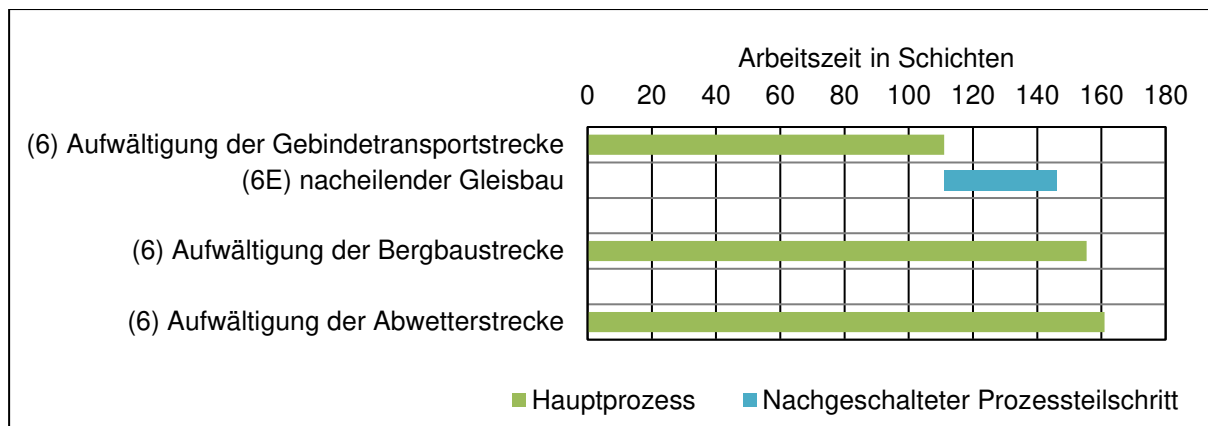 Arbeitszeit in Schichten
0 20 40 60 80 100 120 140 160 180
(6) Aufwältigung der Gebindetransportstrecke
(6E) nacheilender Gleisbau
(6) Aufwältigung der Bergbaustrecke
(6) Aufwältigung der Abwetterstrecke
Hauptprozess Nachgeschalteter Prozessteilschritt